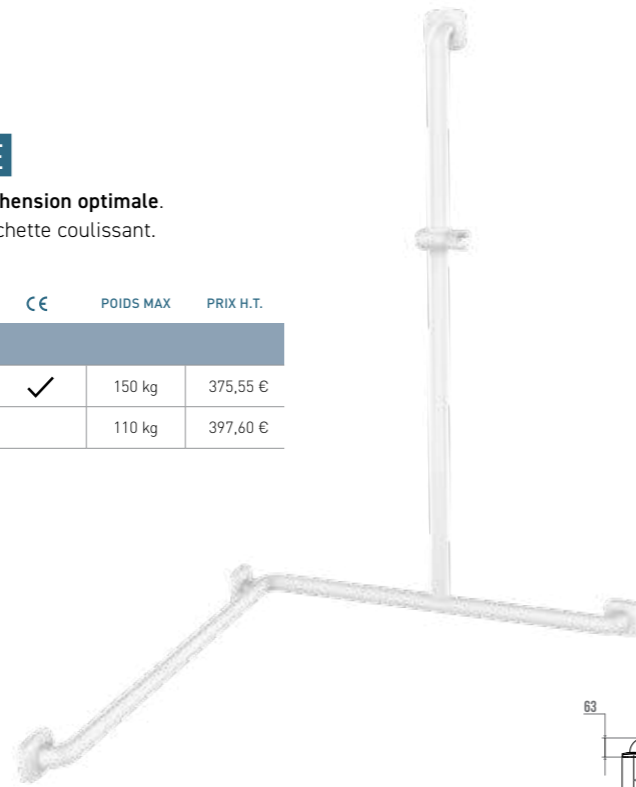 hension optimale.
chette coulissant.
CE POIDS MAX PRIX H.T.
150 kg 375,55 €
110 kg 397,60 €
63